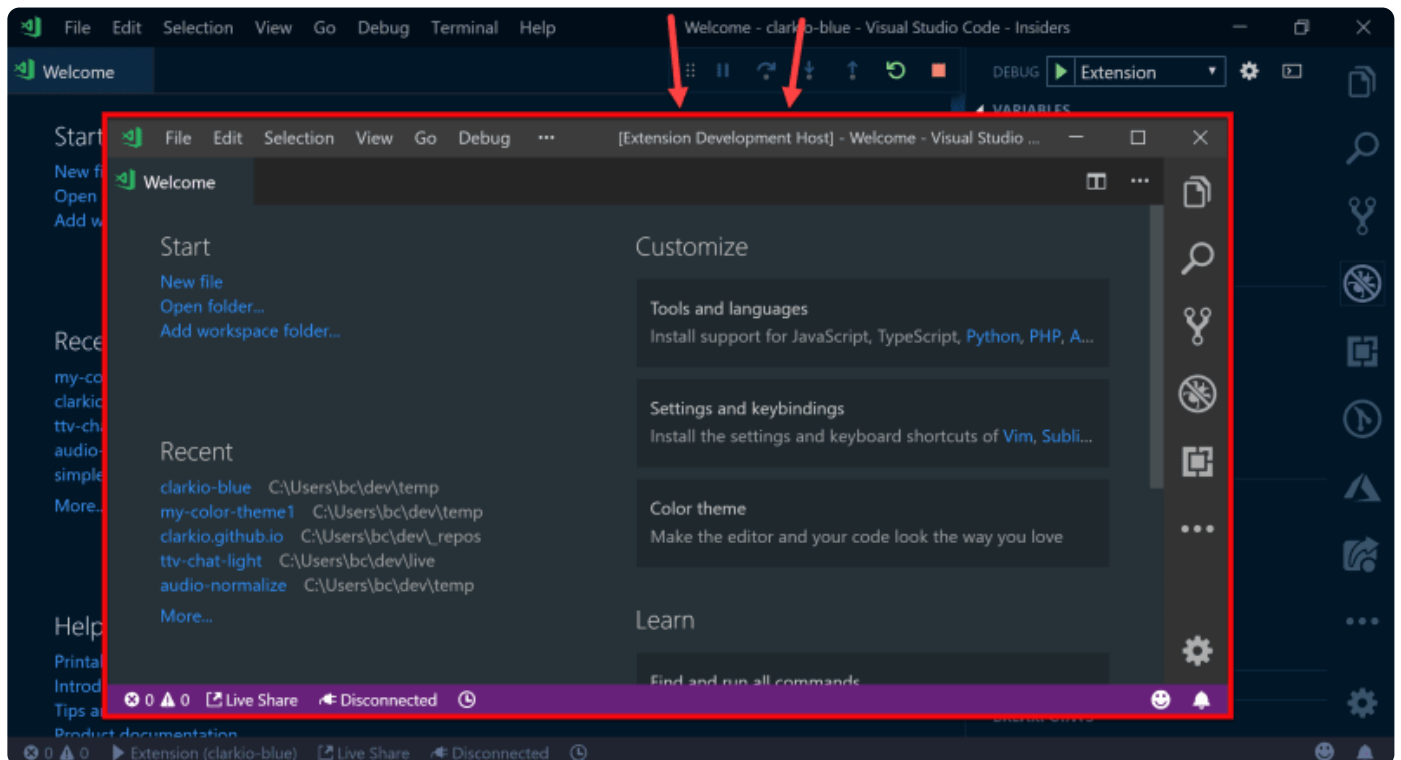 File Edit Selection View Go Debug Terminal Help Welcome - clarkio-blue - Visual Studio Code - Insiders
Welcome DEBUG Extension
VARIABLES
Start
New fi
Open
Add w
Rece
my-co
clarkio
ttv-cha
audio-
simple
More..
Help
Printal
Introd
Tips a
Product documentation
File Edit Selection View Go Debug ··· [Extension Development Host] - Welcome - Visual Studio ...
Welcome
Start
New file
Open folder...
Add workspace folder...
Recent
clarkio-blue C:\Users\bc\dev\temp
my-color-theme1 C:\Users\bc\dev\temp
clarkio.github.io C:\Users\bc\dev\_repos
ttv-chat-light C:\Users\bc\dev\live
audio-normalize C:\Users\bc\dev\temp
More...
Customize
Tools and languages
Install support for JavaScript, TypeScript, Python, PHP, A...
Settings and keybindings
Install the settings and keyboard shortcuts of Vim, Subli...
Color theme
Make the editor and your code look the way you love
Learn
Find and run all commands
0 0 Live Share Disconnected
BREAKPOINTS
0 0 Extension (clarkio-blue) Live Share Disconnected